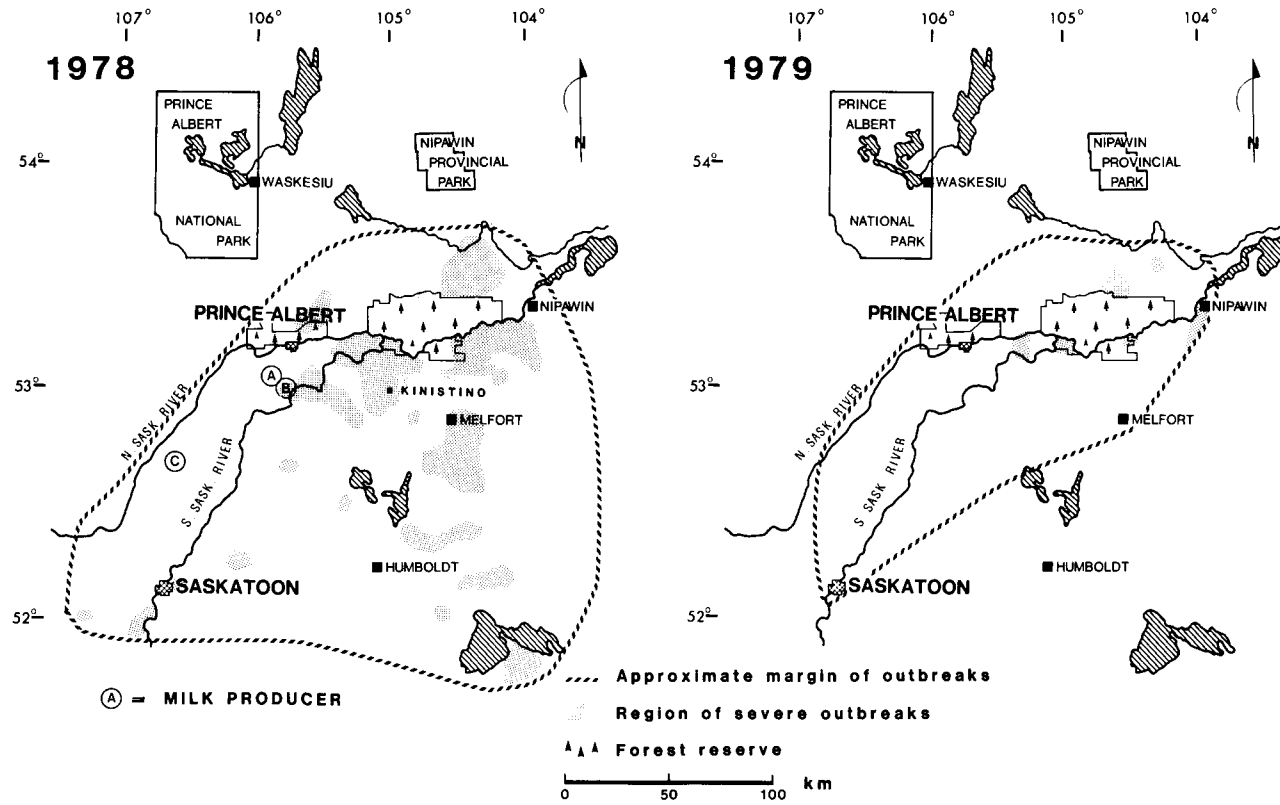 107° 106° 105° 104°
1978
PRINCE
ALBERT
NATIONAL
PARK
WASKESIU
NIPAWIN
PROVINCIAL
PARK
N
54°
53°
52°
PRINCE ALBERT
NIPAWIN
A
B
C
KINISTINO
MELFORT
N SASK RIVER
S SASK RIVER
HUMBOLDT
SASKATOON
A = MILK PRODUCER
107° 106° 105° 104°
1979
PRINCE
ALBERT
NATIONAL
PARK
WASKESIU
NIPAWIN
PROVINCIAL
PARK
N
54°
53°
52°
PRINCE ALBERT
NIPAWIN
MELFORT
N SASK RIVER
S SASK RIVER
HUMBOLDT
SASKATOON
Approximate margin of outbreaks
Region of severe outbreaks
Forest reserve
km
0 50 100